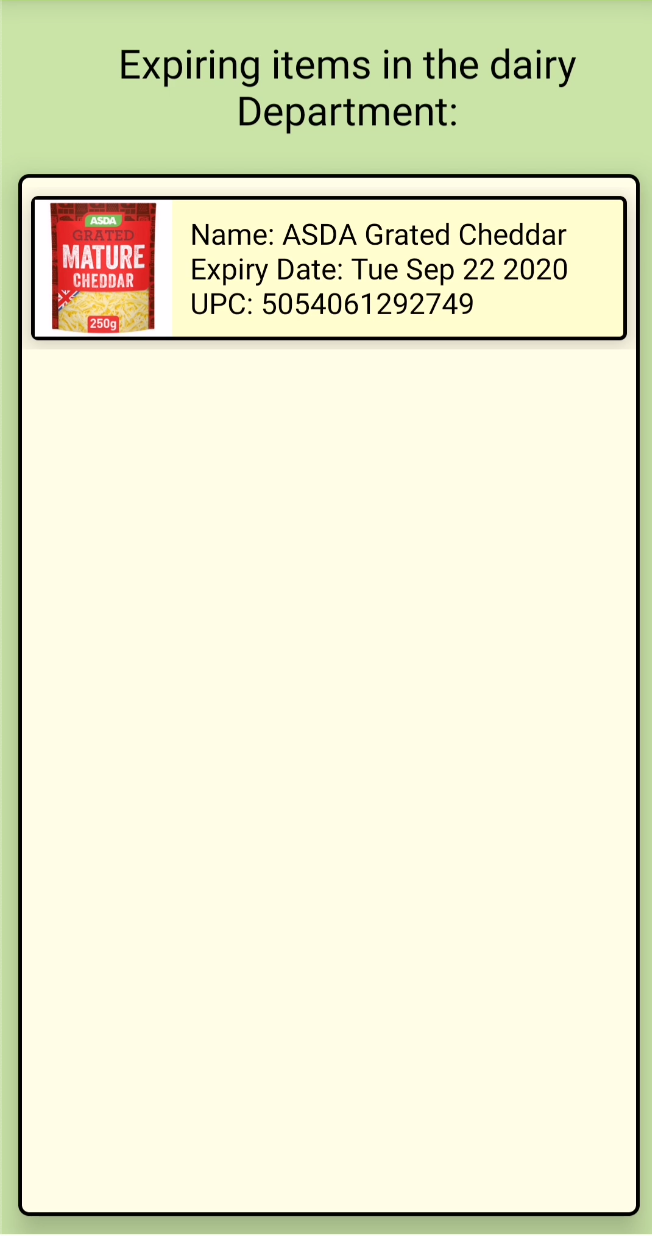 Expiring items in the dairy
Department:
ASDA
GRATED
MATURE
CHEDDAR
250g
Name: ASDA Grated Cheddar
Expiry Date: Tue Sep 22 2020
UPC: 5054061292749